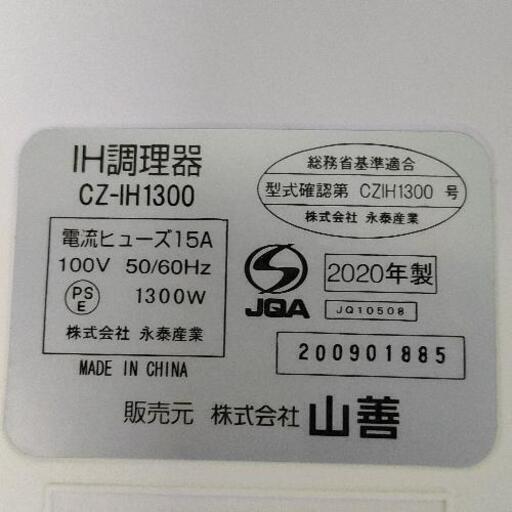 IH調理器
CZ-IH1300
電流ヒューズ15A
100V 50/60Hz
PS
E
1300W
株式会社 永泰産業
MADE IN CHINA
総務省基準適合
型式確認第 CZIH1300 号
株式会社 永泰産業
JQA
2020年製
JQ10508
200901885
販売元 株式会社 山善